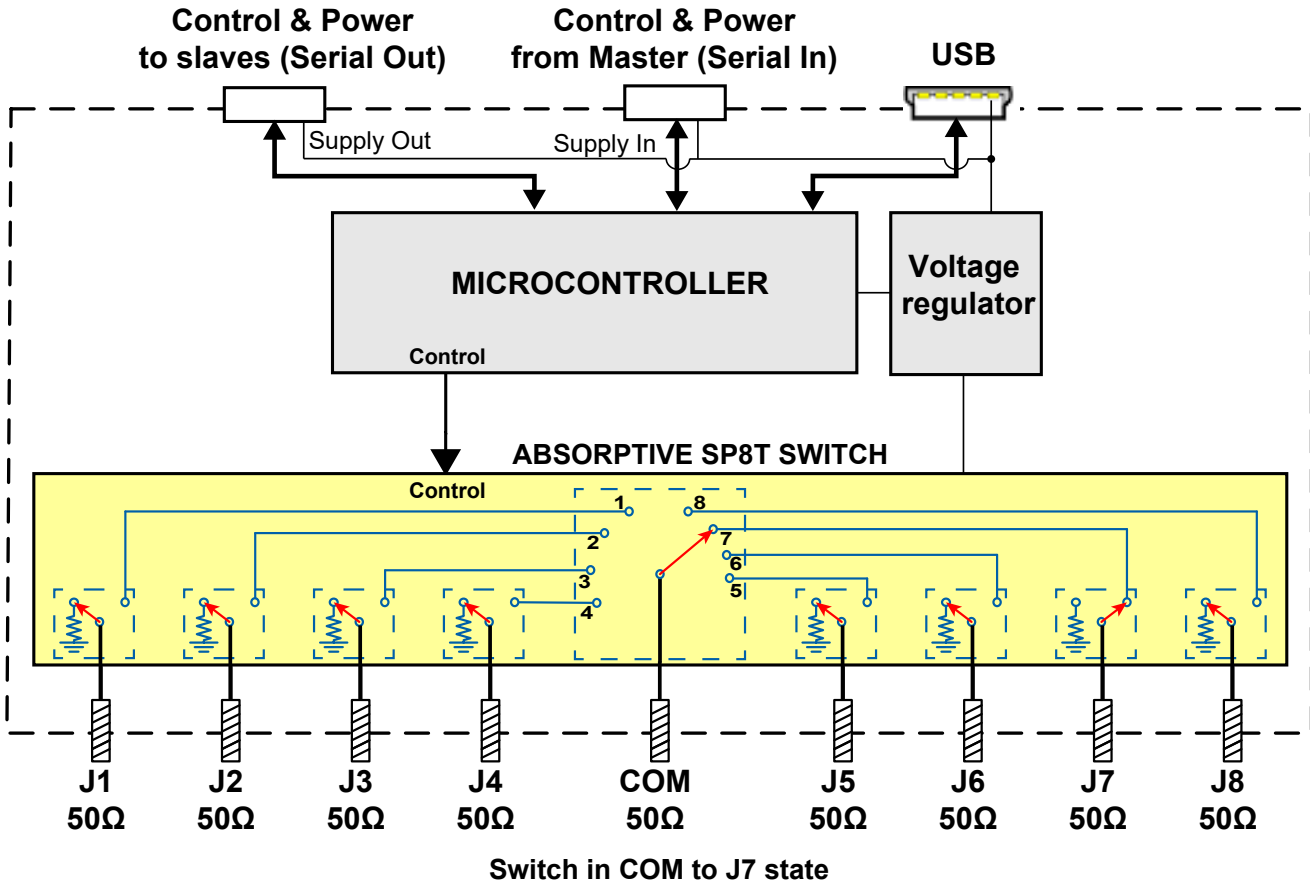 Control & Power
to slaves (Serial Out)
Control & Power
from Master (Serial In)
USB
Supply Out
Supply In
MICROCONTROLLER
Voltage
regulator
Control
ABSORPTIVE SP8T SWITCH
Control
1
8
2
7
3
6
4
5
J1
J2
J3
J4
COM
J5
J6
J7
J8
50Ω
50Ω
50Ω
50Ω
50Ω
50Ω
50Ω
50Ω
50Ω
Switch in COM to J7 state